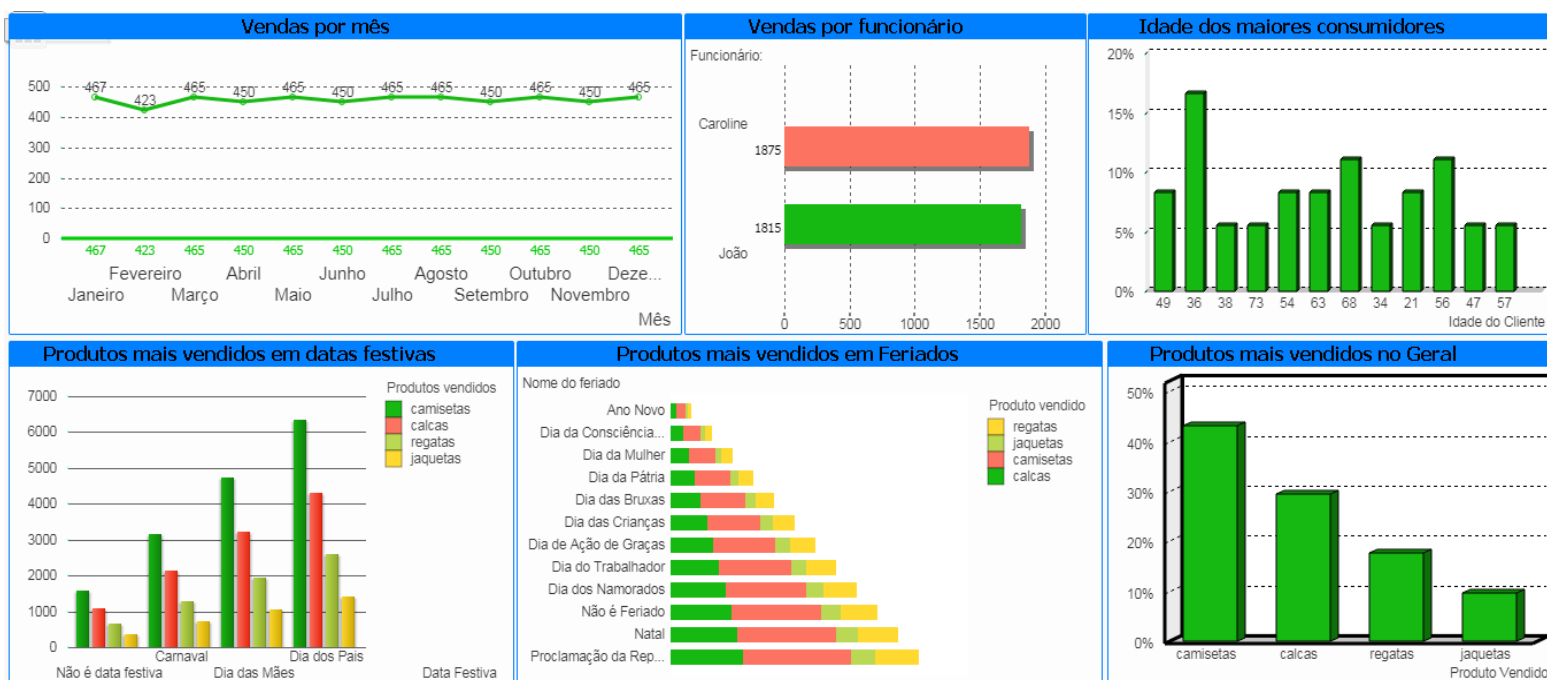 Vendas por mês
500
400
300
200
100
0
467 423 465 450 465 450 465 465 450 465 450 465
467 423 465 450 465 450 465 465 450 465 450 465
Fevereiro Abril Junho Agosto Outubro Deze...
Janeiro Março Maio Julho Setembro Novembro
Mês
Vendas por funcionário
Funcionário:
Caroline
1875
1815
João
0 500 1000 1500 2000
Idade dos maiores consumidores
20%
15%
10%
5%
0%
49 36 38 73 54 63 68 34 21 56 47 57
Idade do Cliente
Produtos mais vendidos em datas festivas
7000
6000
5000
4000
3000
2000
1000
0
Produtos vendidos
camisetas
calcas
regatas
jaquetas
Carnaval Dia dos Pais
Não é data festiva Dia das Mães Data Festiva
Produtos mais vendidos em Feriados
Nome do feriado
Ano Novo
Dia da Consciência...
Dia da Mulher
Dia da Pátria
Dia das Bruxas
Dia das Crianças
Dia de Ação de Graças
Dia do Trabalhador
Dia dos Namorados
Não é Feriado
Natal
Proclamação da Rep...
Produto vendido
regatas
jaquetas
camisetas
calcas
Produtos mais vendidos no Geral
50%
40%
30%
20%
10%
0%
camisetas calcas regatas jaquetas
Produto Vendido